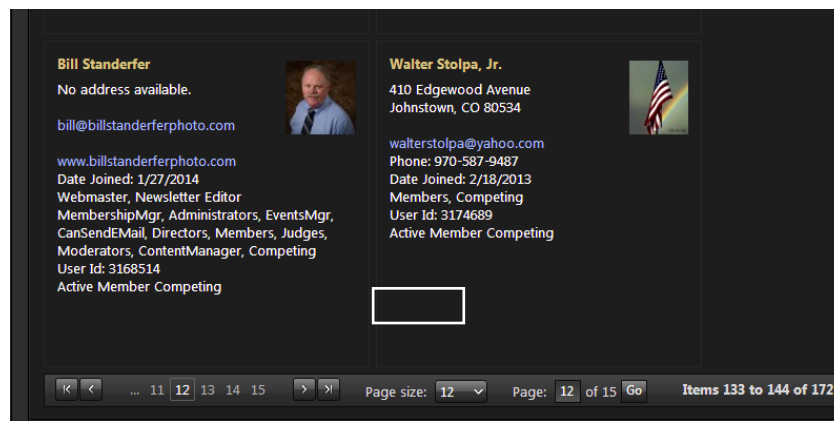 Bill Standerfer
No address available.
bill@billstanderferphoto.com
www.billstanderferphoto.com
Date Joined: 1/27/2014
Webmaster, Newsletter Editor
MembershipMgr, Administrators, EventsMgr,
CanSendEMail, Directors, Members, Judges,
Moderators, ContentManager, Competing
User Id: 3168514
Active Member Competing
Walter Stolpa, Jr.
410 Edgewood Avenue
Johnstown, CO 80534
walterstolpa@yahoo.com
Phone: 970-587-9487
Date Joined: 2/18/2013
Members, Competing
User Id: 3174689
Active Member Competing
... 11 12 13 14 15 Page size: 12 Page: 12 of 15 Go Items 133 to 144 of 172